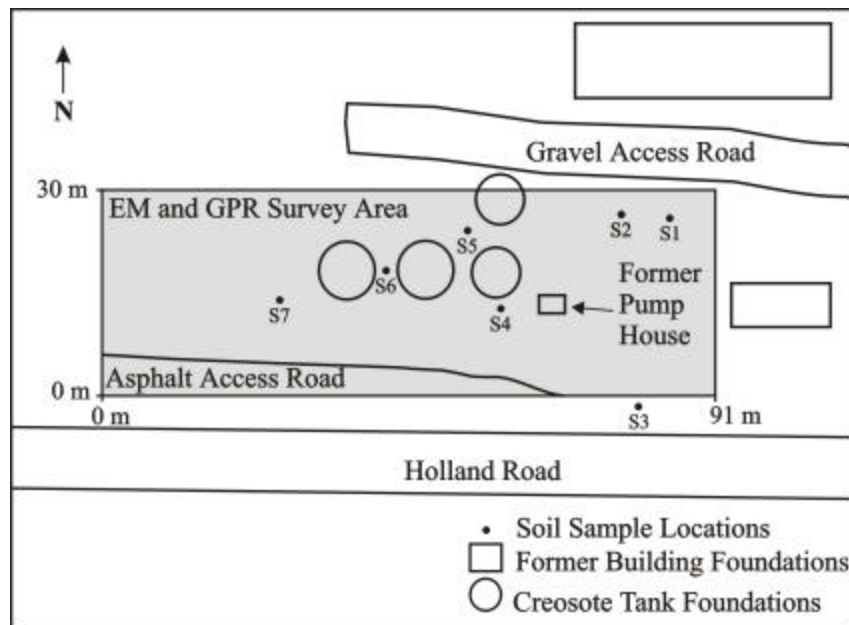 N
Gravel Access Road
30 m
EM and GPR Survey Area
S2
S1
S5
Former
Pump
House
S6
S7
S4
Asphalt Access Road
0 m
0 m
91 m
S3
Holland Road
Soil Sample Locations
Former Building Foundations
Creosote Tank Foundations